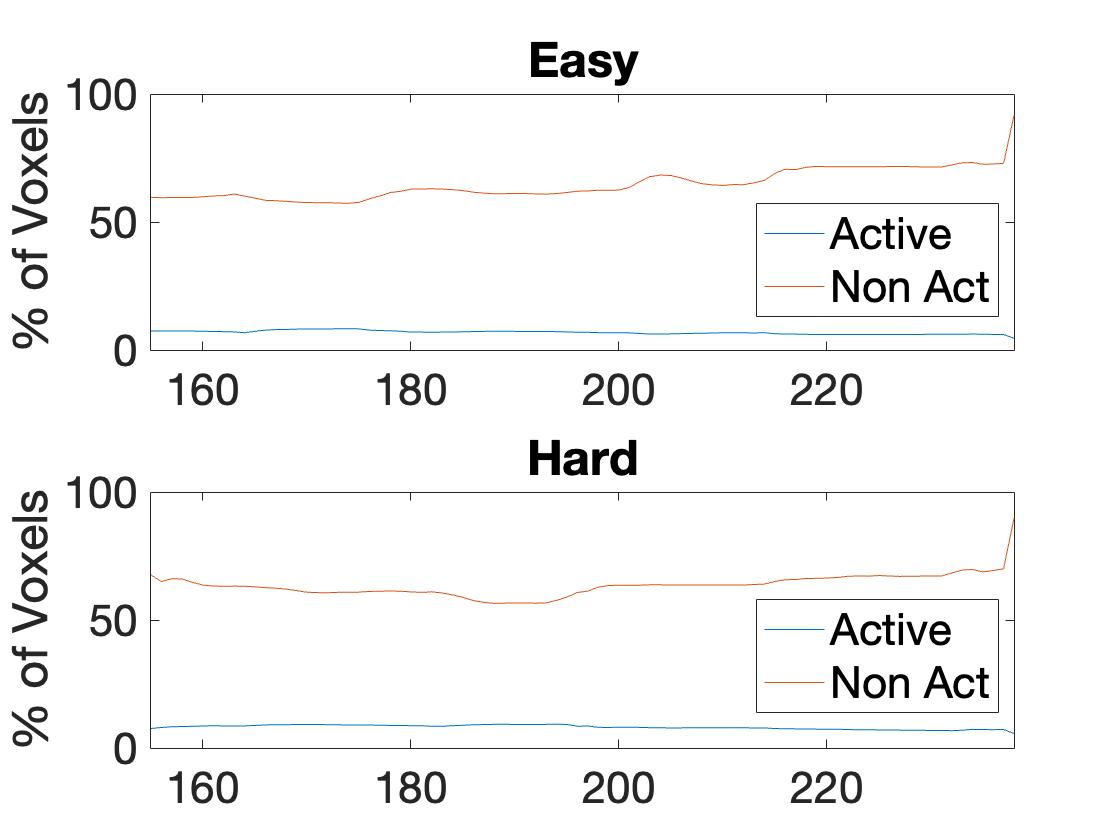 Easy
% of Voxels
100
50
0
Active
Non Act
160 180 200 220
Hard
% of Voxels
100
50
0
Active
Non Act
160 180 200 220